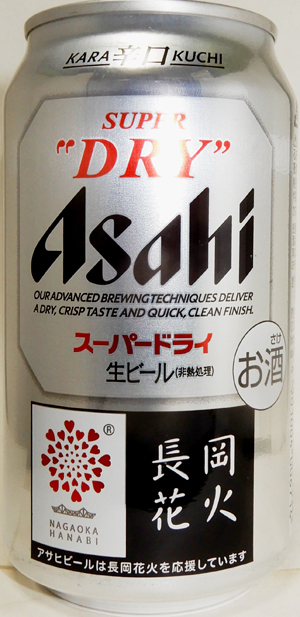 KARA 辛口 KUCHI
SUPER
"DRY"
Asahi
OUR ADVANCED BREWING TECHNIQUES DELIVER
A DRY, CRISP TASTE AND QUICK, CLEAN FINISH.
スーパードライ
生ビール(非熱処理)
さけ
お酒
®
NAGAOKA
HANABI
長岡
花火
アサヒビールは長岡花火を応援しています